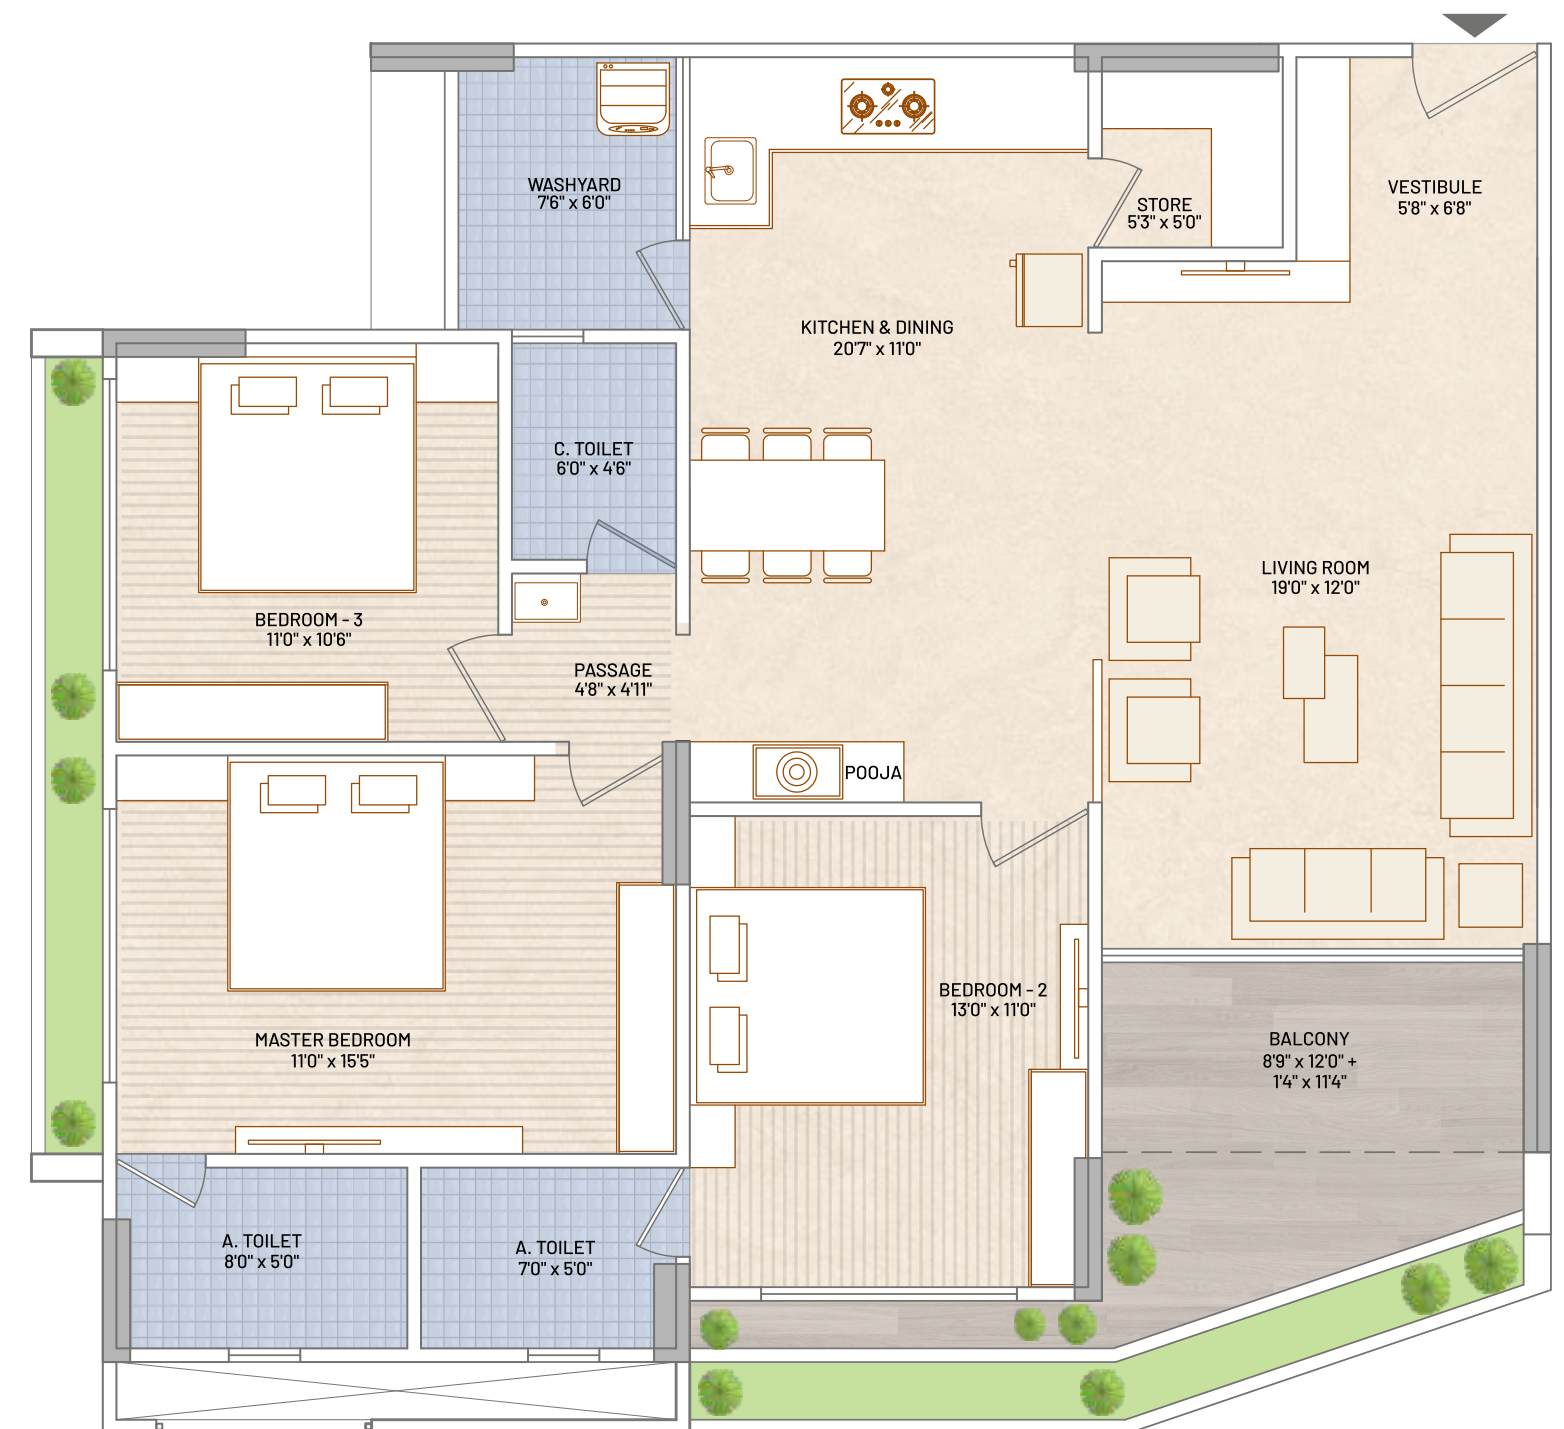 WASHYARD
7'6" x 6'0"
STORE
5'3" x 5'0"
VESTIBULE
5'8" x 6'8"
KITCHEN & DINING
20'7" x 11'0"
C. TOILET
6'0" x 4'6"
LIVING ROOM
19'0" x 12'0"
BEDROOM - 3
11'0" x 10'6"
PASSAGE
4'8" x 4'11"
POOJA
BEDROOM - 2
13'0" x 11'0"
MASTER BEDROOM
11'0" x 15'5"
BALCONY
8'9" x 12'0" +
1'4" x 11'4"
A. TOILET
8'0" x 5'0"
A. TOILET
7'0" x 5'0"